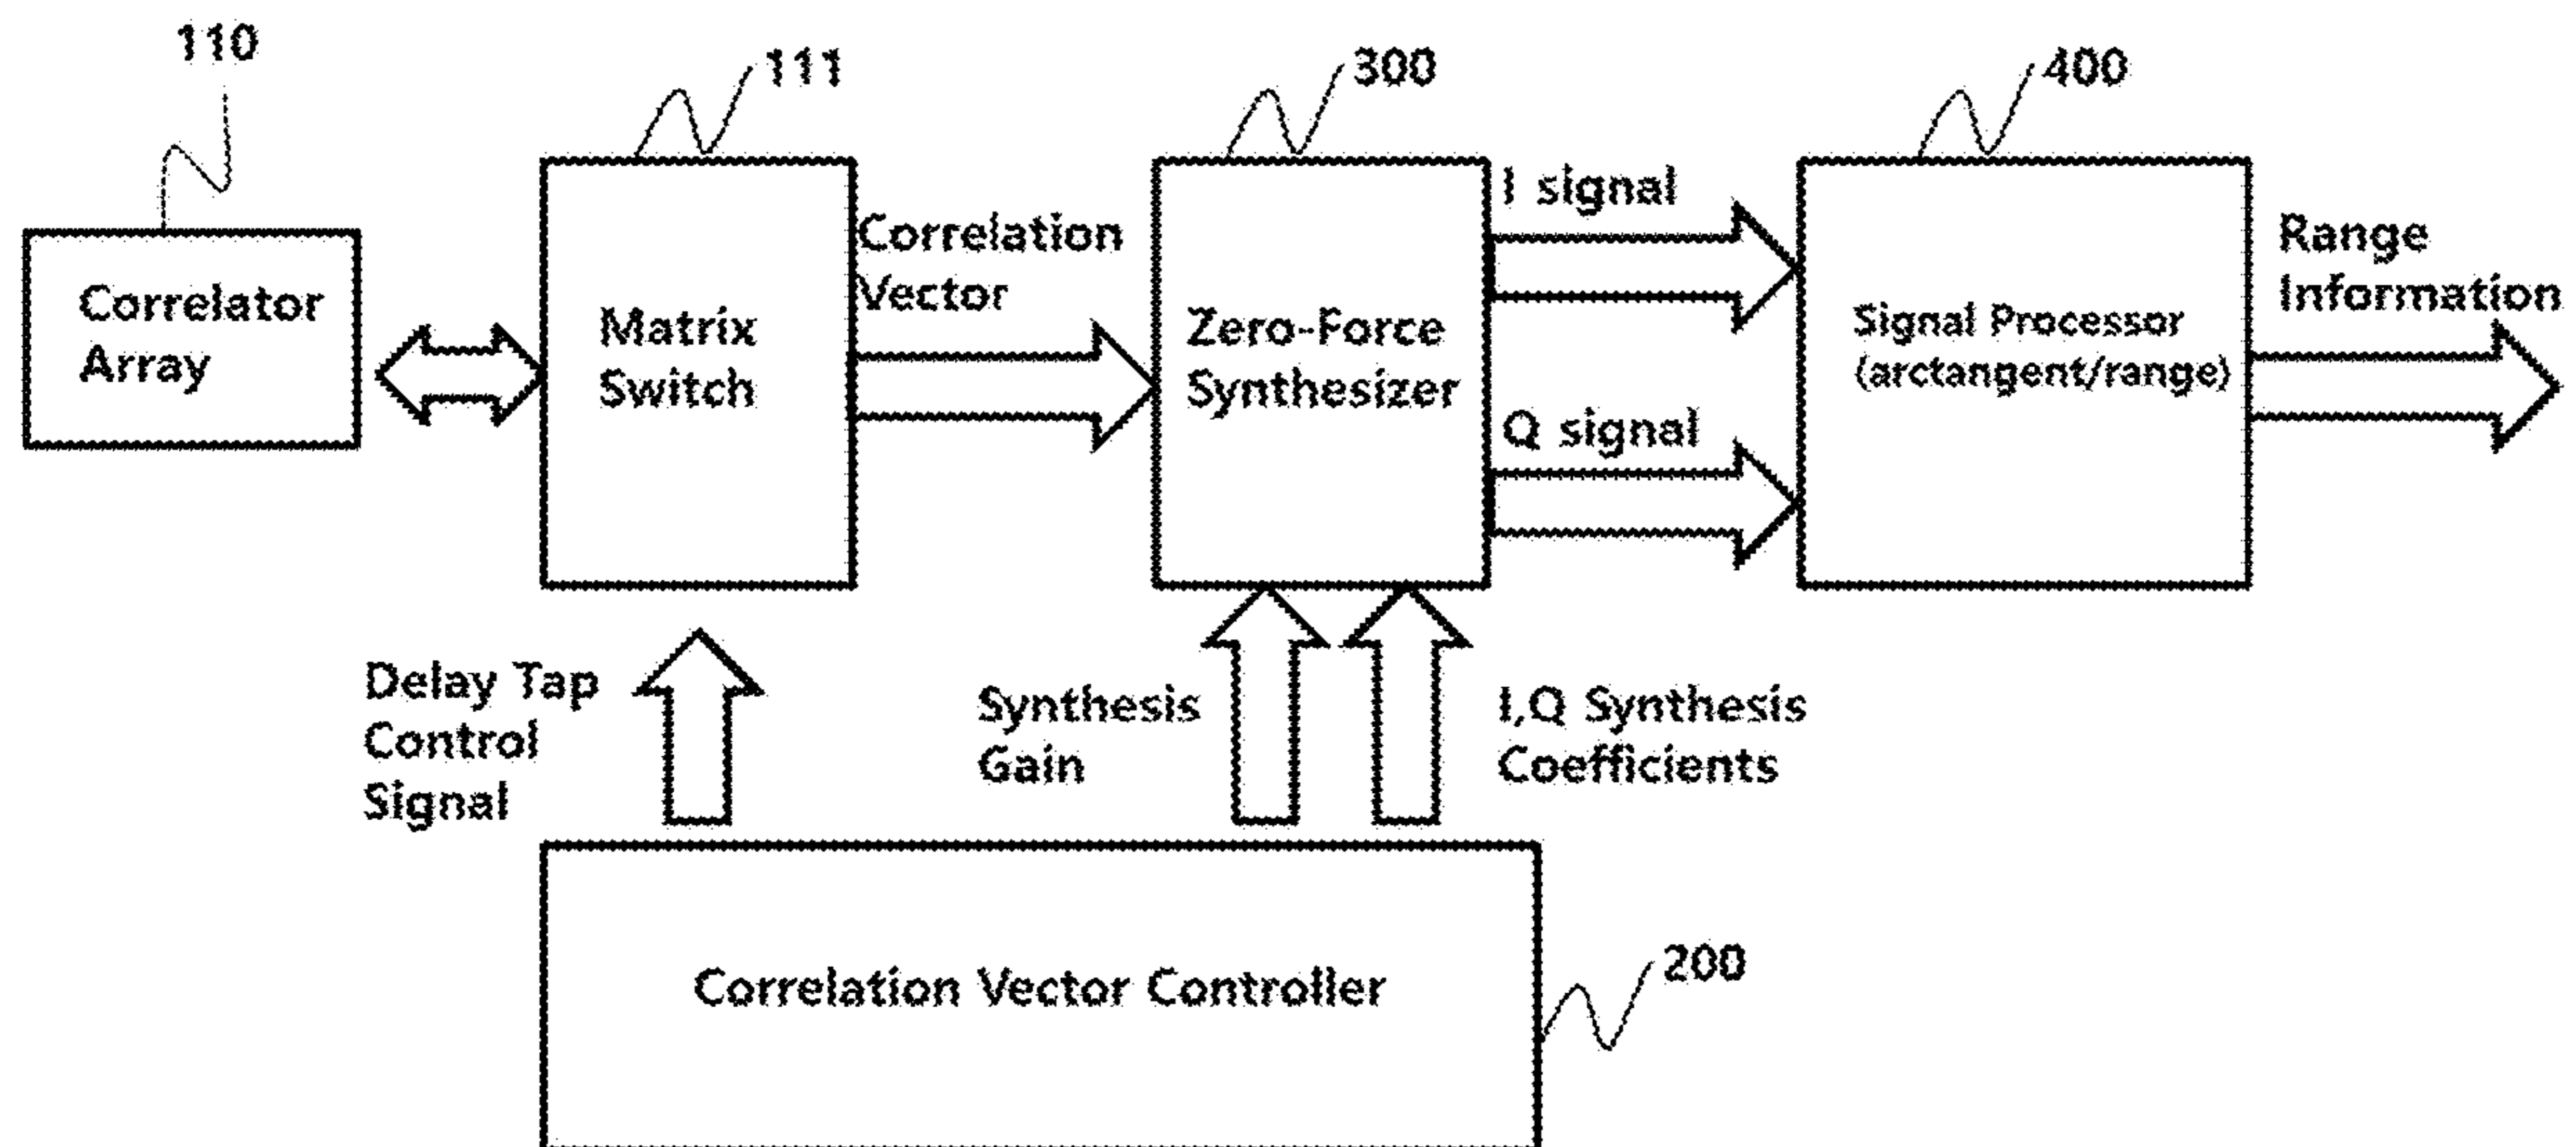 110
111
300
400
Correlator
Array
Matrix
Switch
Correlation
Vector
Zero-Force
Synthesizer
I signal
Q signal
Signal Processor
(arctangent/range)
Range
Information
Delay Tap
Control
Signal
Synthesis
Gain
I,Q Synthesis
Coefficients
Correlation Vector Controller
200